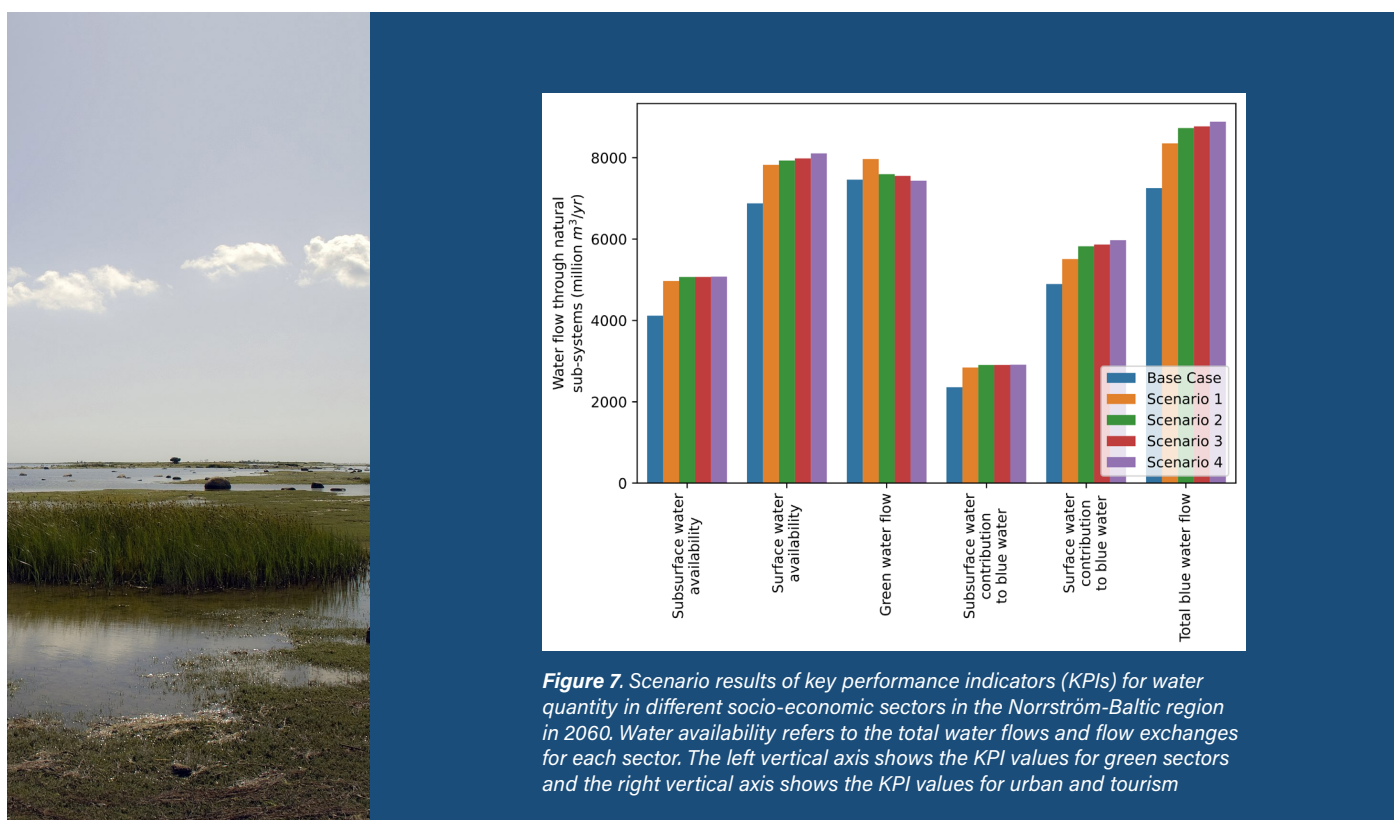 Water flow through natural
sub-systems (million m³/yr)
8000
6000
4000
2000
0
Base Case
Scenario 1
Scenario 2
Scenario 3
Scenario 4
Subsurface water
availability
Surface water
availability
Green water flow
Subsurface water
contribution
to blue water
Surface water
contribution
to blue water
Total blue water flow
Figure 7. Scenario results of key performance indicators (KPIs) for water
quantity in different socio-economic sectors in the Norrström-Baltic region
in 2060. Water availability refers to the total water flows and flow exchanges
for each sector. The left vertical axis shows the KPI values for green sectors
and the right vertical axis shows the KPI values for urban and tourism